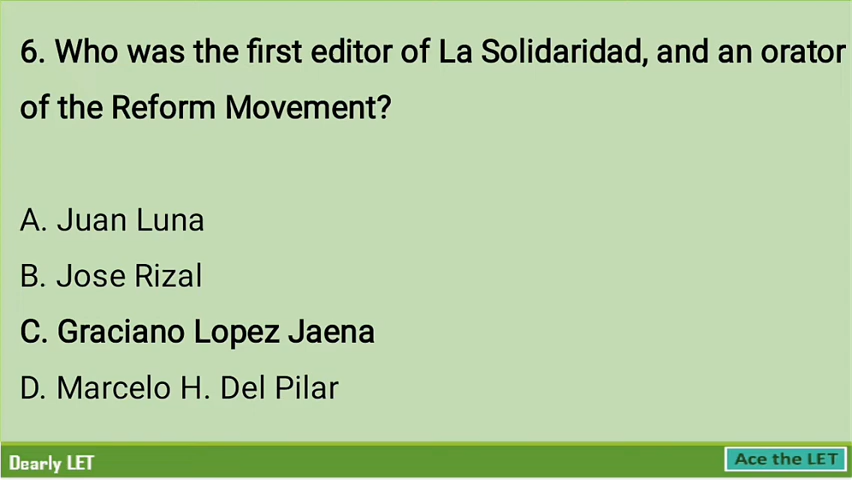 6. Who was the first editor of La Solidaridad, and an orator
of the Reform Movement?
A. Juan Luna
B. Jose Rizal
C. Graciano Lopez Jaena
D. Marcelo H. Del Pilar
Dearly LET
Ace the LET